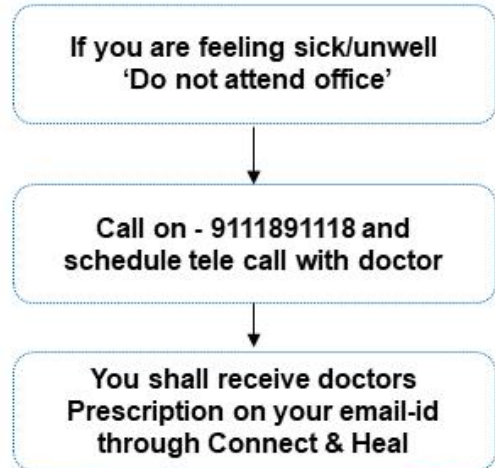 If you are feeling sick/unwell
‘Do not attend office’
Call on - 9111891118 and
schedule tele call with doctor
You shall receive doctors
Prescription on your email-id
through Connect & Heal